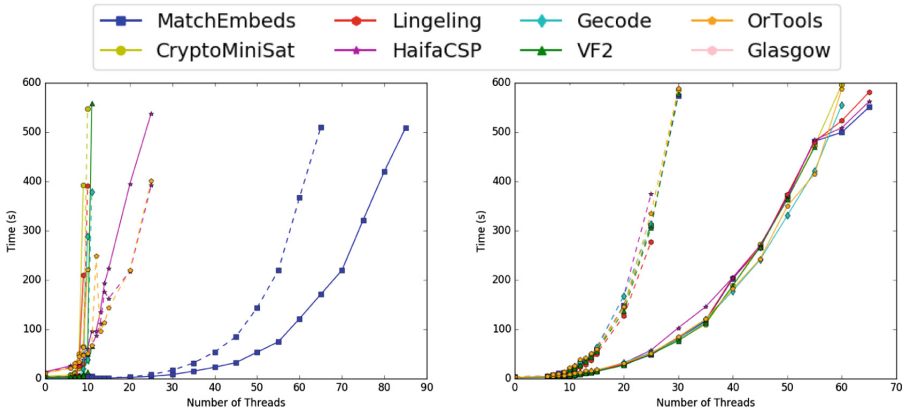 MatchEmbeds
Lingeling
Gecode
OrTools
CryptoMiniSat
HaifaCSP
VF2
Glasgow
600
500
400
300
200
100
0
Time (s)
0 10 20 30 40 50 60 70 80 90
Number of Threads
600
500
400
300
200
100
0
Time (s)
0 10 20 30 40 50 60 70
Number of Threads